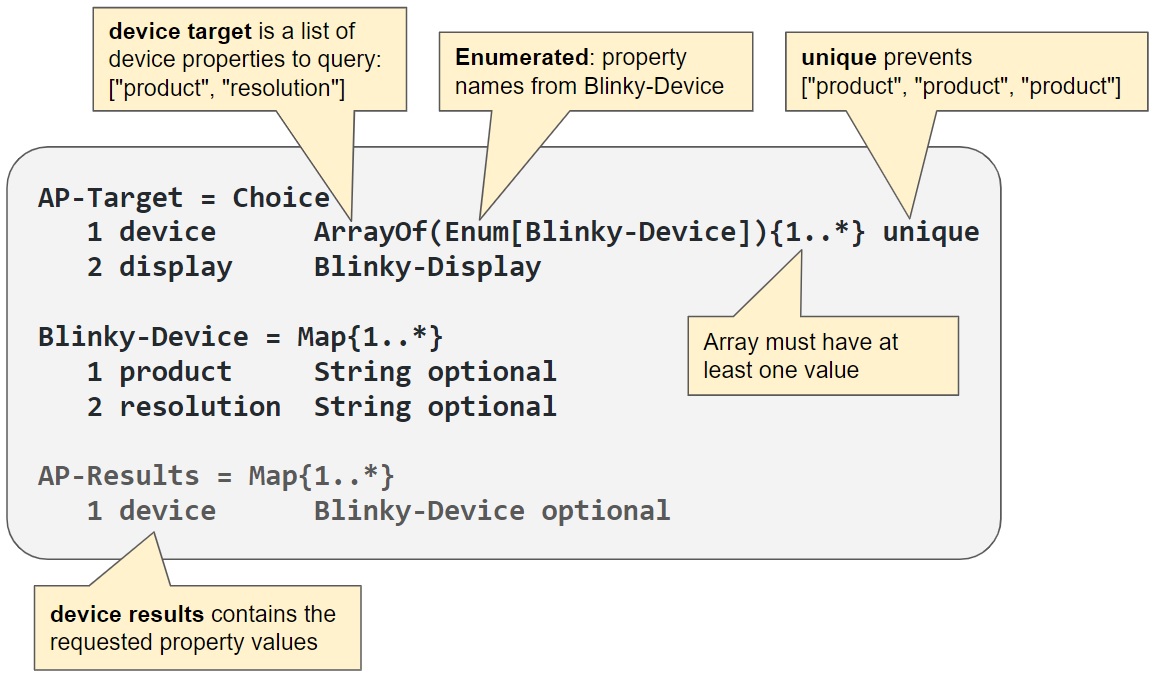 device target is a list of
device properties to query:
["product", "resolution"]
Enumerated: property
names from Blinky-Device
unique prevents
["product", "product", "product"]
AP-Target = Choice
1 device ArrayOf(Enum[Blinky-Device]){1..*} unique
2 display Blinky-Display
Array must have at
least one value
Blinky-Device = Map{1..*}
1 product String optional
2 resolution String optional
AP-Results = Map{1..*}
1 device Blinky-Device optional
device results contains the
requested property values